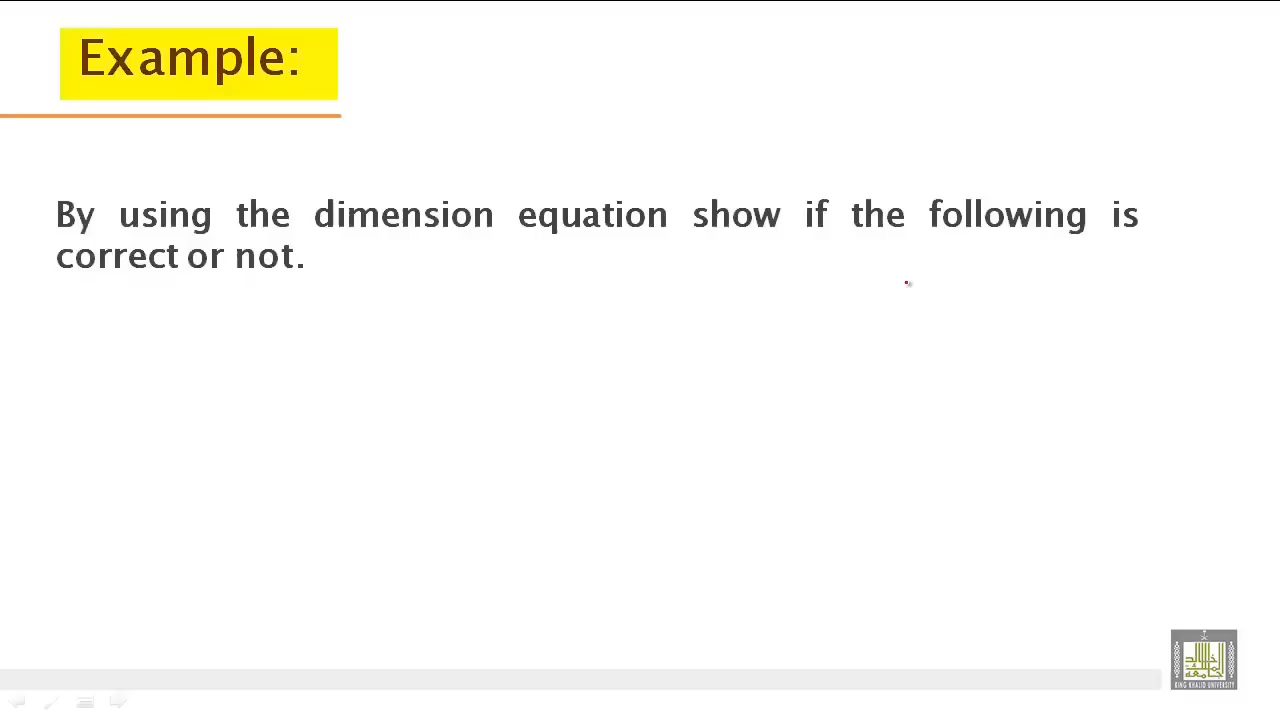 Example:
By using the dimension equation show if the following is
correct or not.
KING KHALID UNIVERSITY